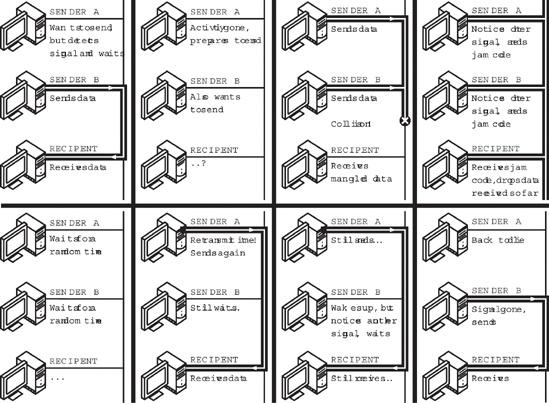 SENDER A
Wants to send,
but detects
signal and waits
SENDER B
Sends data
RECIPENT
Receives data
SENDER A
Activity gone,
prepares to send
SENDER B
Also wants
to send
RECIPENT
..?
SENDER A
Sends data
SENDER B
Sends data
Collision!
RECIPIENT
Receives
mangled data
SENDER A
Notice other
signal, sends
jam code
SENDER B
Notice other
signal, sends
jam code
RECIPIENT
Receives jam
code, drops data
received so far
SENDER A
Waits for a
random time
SENDER B
Waits for a
random time
RECIPIENT
...
SENDER A
Retransmit time!
Sends again
SENDER B
Still waits..
RECIPIENT
Receives data
SENDER A
Still sends..
SENDER B
Wakes up, but
notice another
signal, waits
RECIPIENT
Still receives..
SENDER A
Back to idle
SENDER B
Signal gone,
sends
RECIPIENT
Receives